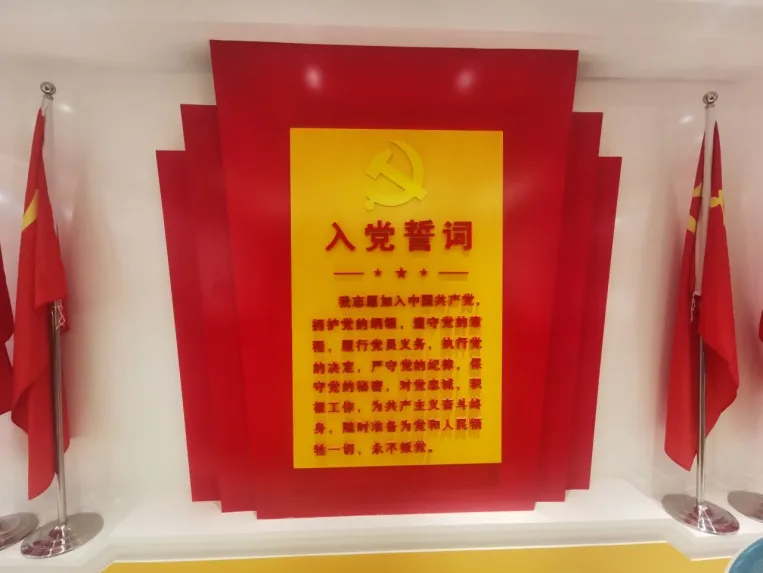 入党誓词
我志愿加入中国共产党，
拥护党的纲领，遵守党的章
程，履行党员义务，执行党
的决定，严守党的纪律，保
守党的秘密，对党忠诚，积
极工作，为共产主义奋斗终
身，随时准备为党和人民牺
牲一切，永不叛党。